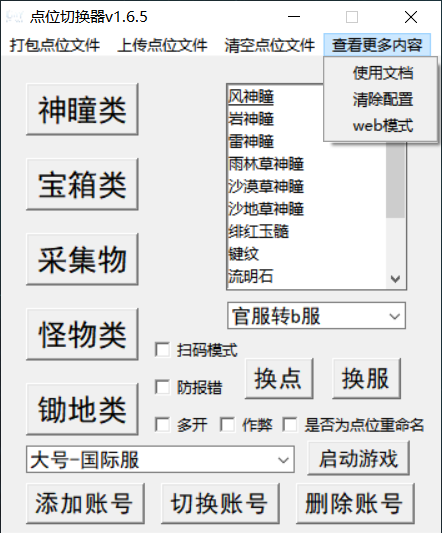 点位切换器v1.6.5
打包点位文件 上传点位文件 清空点位文件 查看更多内容
使用文档
清除配置
web模式
神瞳类
宝箱类
采集物
怪物类
锄地类
风神瞳
岩神瞳
雷神瞳
雨林草神瞳
沙漠草神瞳
沙地草神瞳
绯红玉髓
键纹
流明石
官服转b服
扫码模式
防报错
换点 换服
多开 作弊 是否为点位重命名
大号-国际服 启动游戏
添加账号 切换账号 删除账号